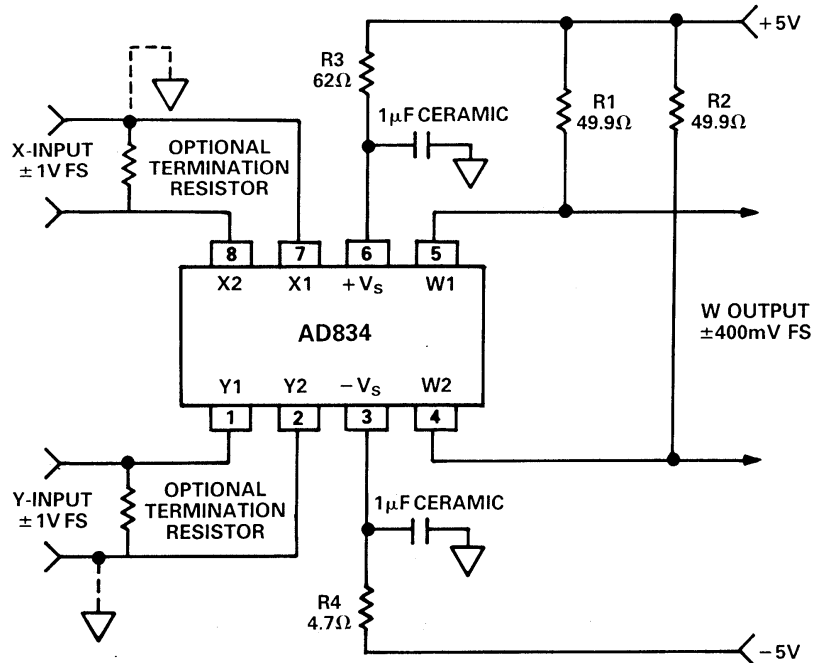 +5V
R3
62Ω
R1
49.9Ω
R2
49.9Ω
1μF CERAMIC
X-INPUT
±1V FS
OPTIONAL
TERMINATION
RESISTOR
8
7
6
5
X2
X1
+VS
W1
AD834
W OUTPUT
±400mV FS
Y1
Y2
−VS
W2
1
2
3
4
Y-INPUT
±1V FS
OPTIONAL
TERMINATION
RESISTOR
1μF CERAMIC
R4
4.7Ω
−5V